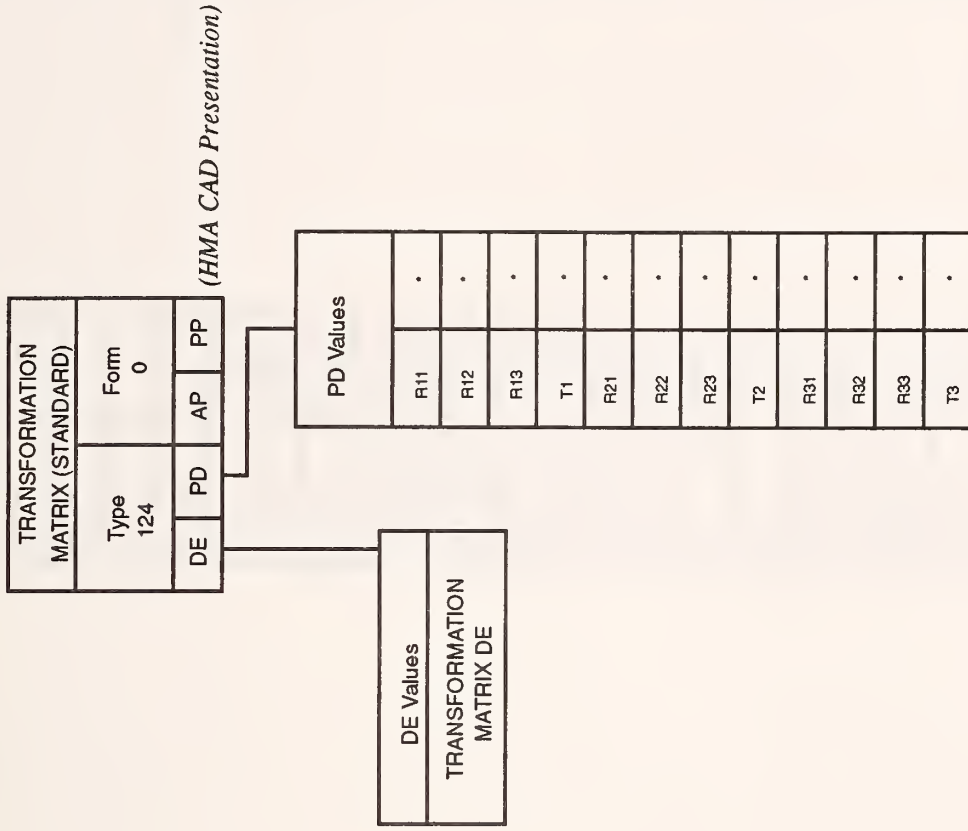 TRANSFORMATION
MATRIX (STANDARD)
Type
124
Form
0
DE
PD
AP
PP
(HMA CAD Presentation)
DE Values
TRANSFORMATION
MATRIX DE
PD Values
R11 .
R12 .
R13 .
T1 .
R21 .
R22 .
R23 .
T2 .
R31 .
R32 .
R33 .
T3 .